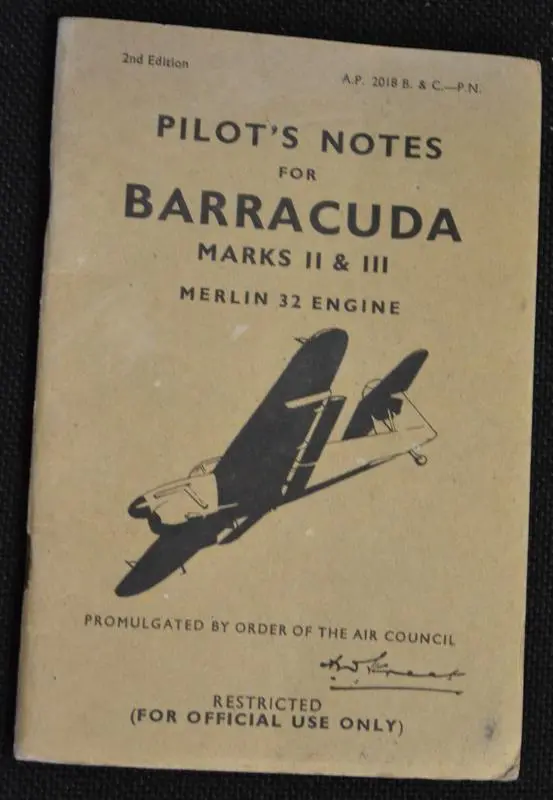 2nd Edition
A.P. 2018 B. & C.—P.N.
PILOT'S NOTES
FOR
BARRACUDA
MARKS II & III
MERLIN 32 ENGINE
PROMULGATED BY ORDER OF THE AIR COUNCIL
RESTRICTED
(FOR OFFICIAL USE ONLY)